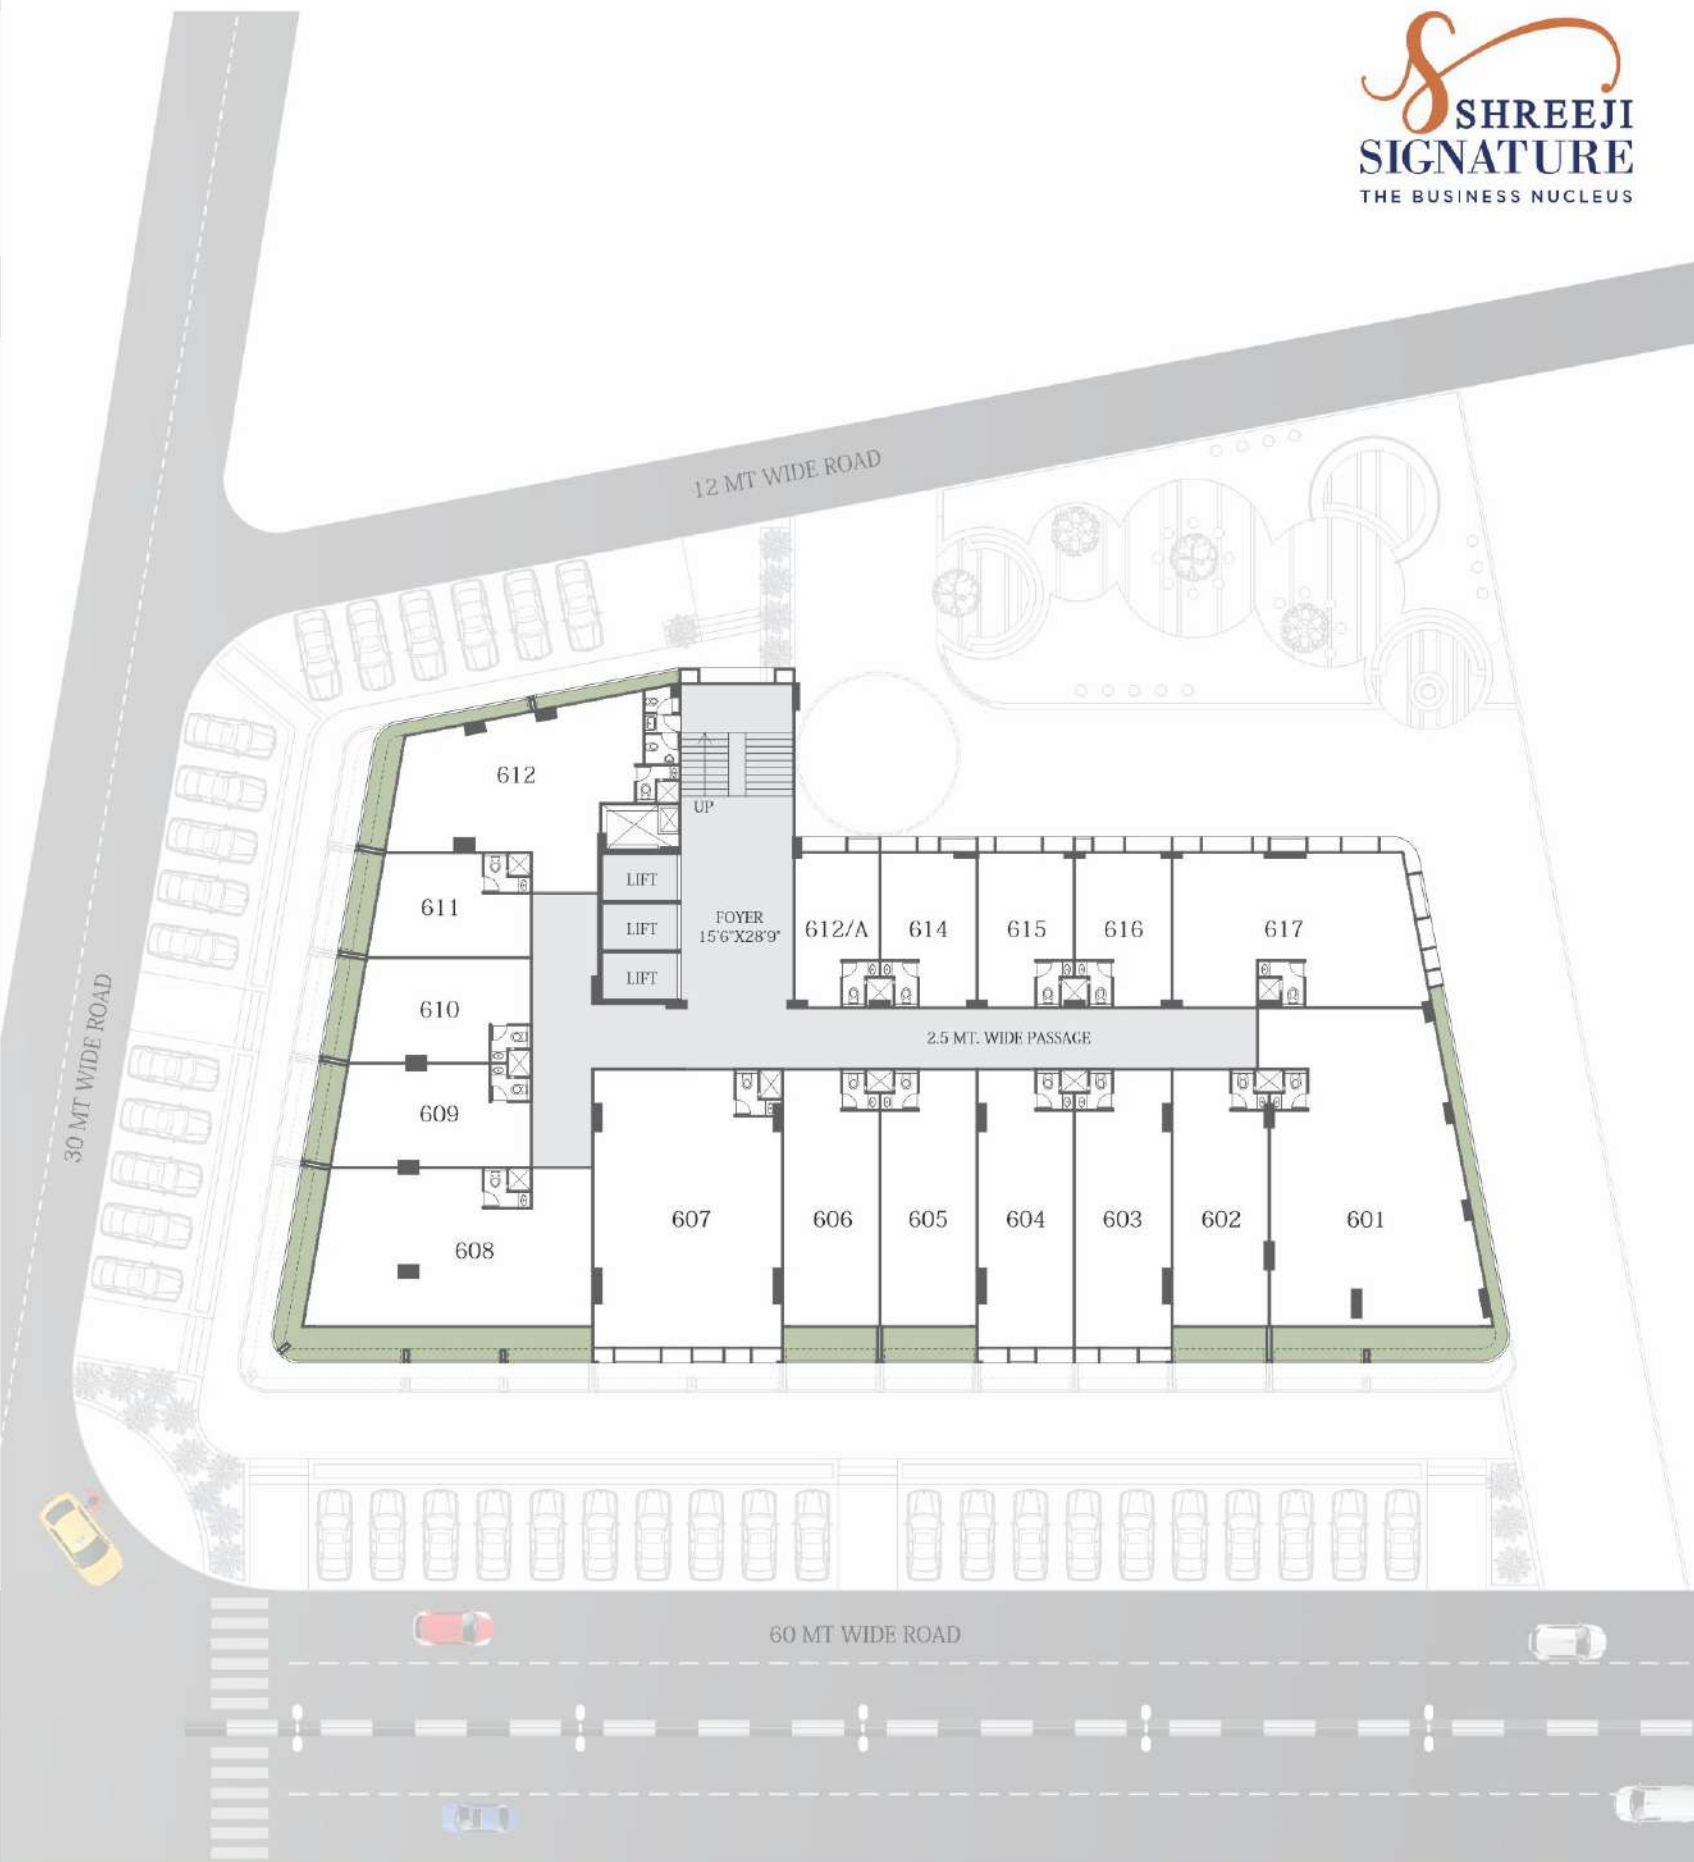 SHREEJI
SIGNATURE
THE BUSINESS NUCLEUS
12 MT WIDE ROAD
30 MT WIDE ROAD
612
UP
611
LIFT
LIFT
LIFT
FOYER
15'6"X28'9"
612/A
614
615
616
617
610
2.5 MT. WIDE PASSAGE
609
608
607
606
605
604
603
602
601
60 MT WIDE ROAD